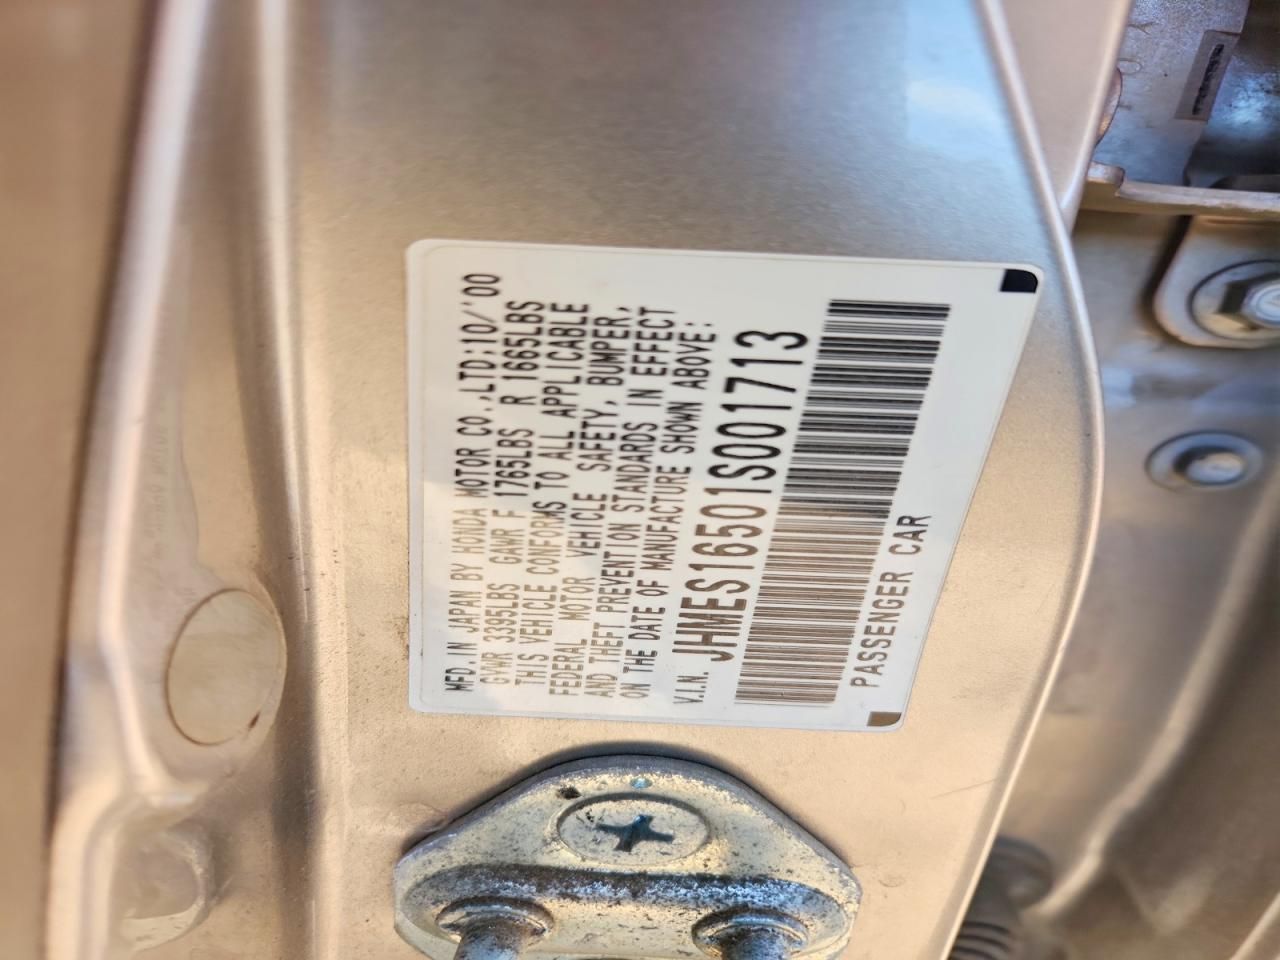 MFD. IN JAPAN BY HONDA MOTOR CO.,LTD:10/'00
GVWR 3395LBS GAWR F 1765LBS R 1665LBS
THIS VEHICLE CONFORMS TO ALL APPLICABLE
FEDERAL MOTOR VEHICLE SAFETY, BUMPER,
AND THEFT PREVENTION STANDARDS IN EFFECT
ON THE DATE OF MANUFACTURE SHOWN ABOVE:
V.I.N. JHMES16501S001713
PASSENGER CAR